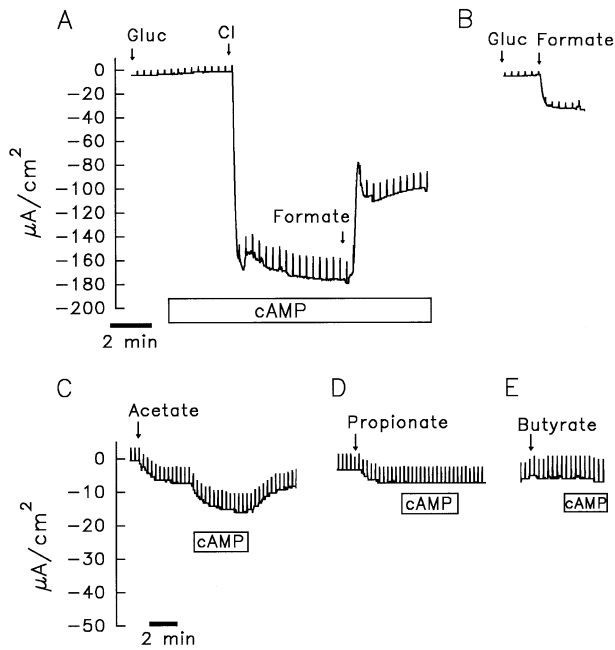 A
B
Gluc
Cl
Gluc Formate
0
−20
−40
−60
−80
−100
−120
−140
−160
−180
−200
μA/cm²
Formate
cAMP
2 min
C
D
E
Acetate
Propionate
Butyrate
0
−10
−20
−30
−40
−50
μA/cm²
cAMP
cAMP
cAMP
2 min